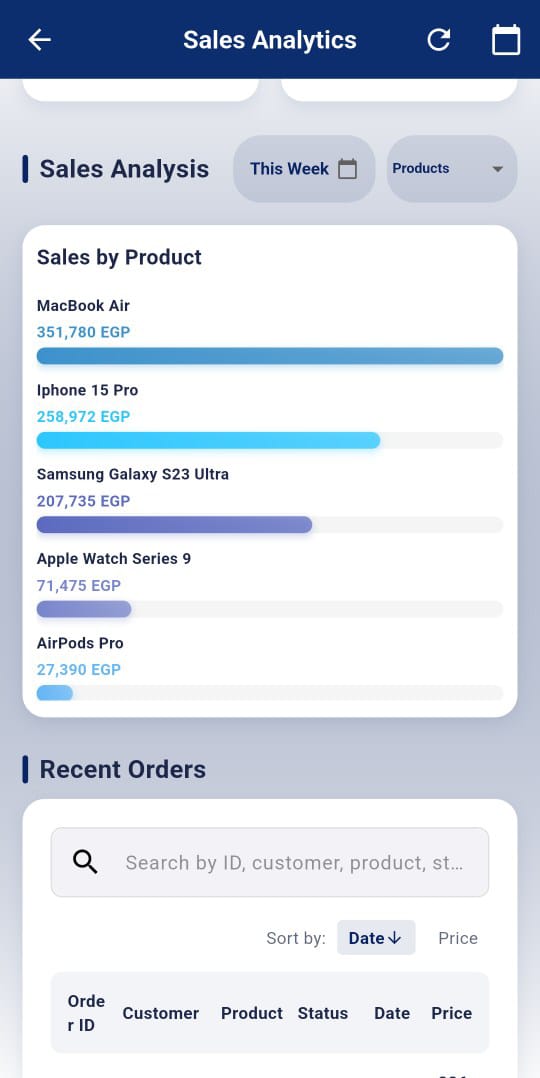 Sales Analytics
Sales Analysis
This Week
Products
Sales by Product
MacBook Air
351,780 EGP
Iphone 15 Pro
258,972 EGP
Samsung Galaxy S23 Ultra
207,735 EGP
Apple Watch Series 9
71,475 EGP
AirPods Pro
27,390 EGP
Recent Orders
Search by ID, customer, product, st...
Sort by: Date↓ Price
Orde
r ID
Customer Product Status Date Price